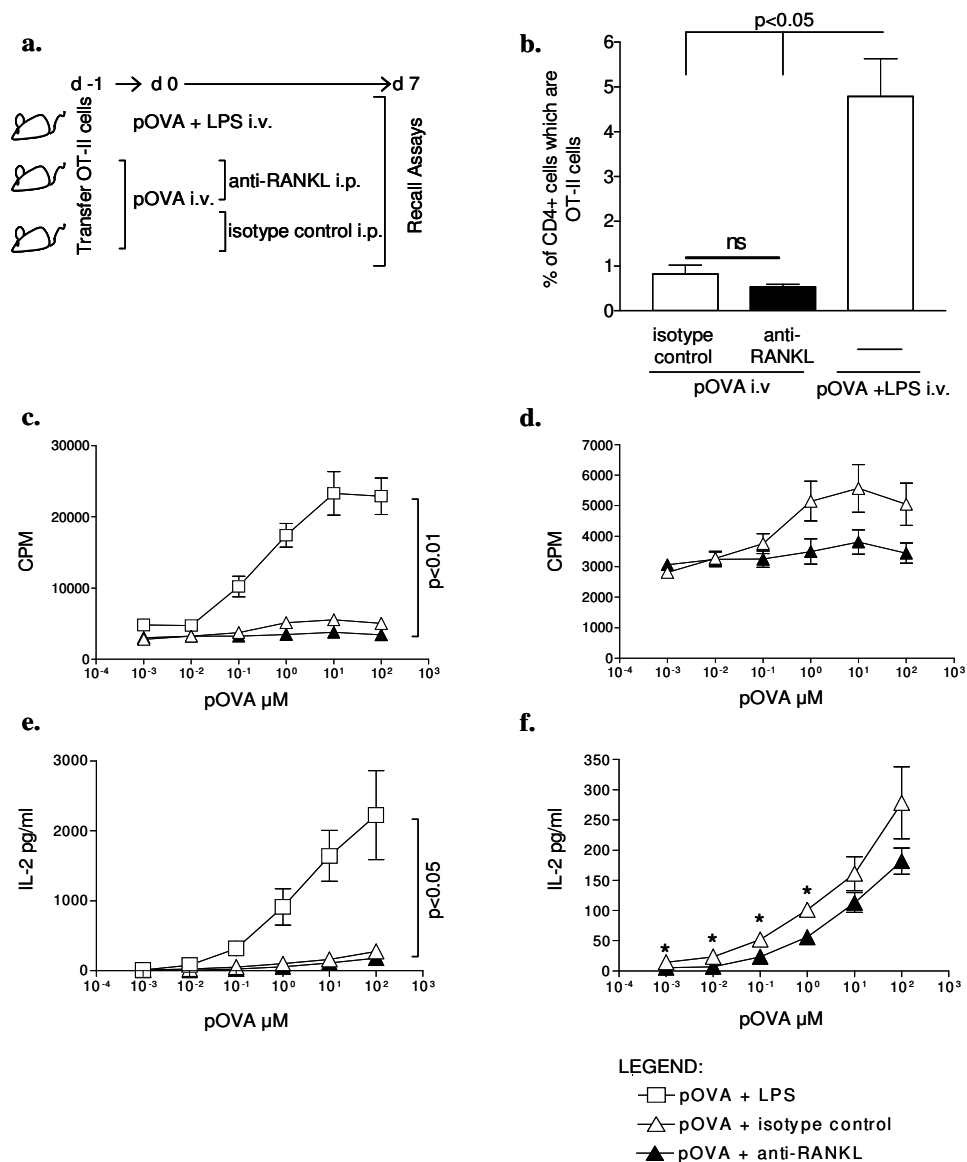 a.
d -1
d 0
d 7
Transfer OT-II cells
pOVA + LPS i.v.
pOVA i.v.
anti-RANKL i.p.
isotype control i.p.
Recall Assays
b.
p<0.05
% of CD4+ cells which are
OT-II cells
6
5
4
3
2
1
0
ns
isotype
control
anti-
RANKL
pOVA i.v
pOVA +LPS i.v.
c.
30000
20000
10000
0
CPM
p<0.01
10-4
10-3
10-2
10-1
100
101
102
103
pOVA µM
d.
7000
6000
5000
4000
3000
2000
1000
0
CPM
10-4
10-3
10-2
10-1
100
101
102
103
pOVA µM
e.
3000
2000
1000
0
IL-2 pg/ml
p<0.05
10-4
10-3
10-2
10-1
100
101
102
103
pOVA µM
f.
350
300
250
200
150
100
50
0
IL-2 pg/ml
* * * *
10-4
10-3
10-2
10-1
100
101
102
103
pOVA µM
LEGEND:
pOVA + LPS
pOVA + isotype control
pOVA + anti-RANKL